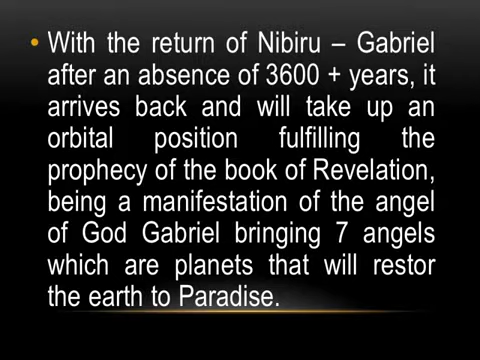 • With the return of Nibiru – Gabriel
after an absence of 3600 + years, it
arrives back and will take up an
orbital position fulfilling the
prophecy of the book of Revelation,
being a manifestation of the angel
of God Gabriel bringing 7 angels
which are planets that will restor
the earth to Paradise.